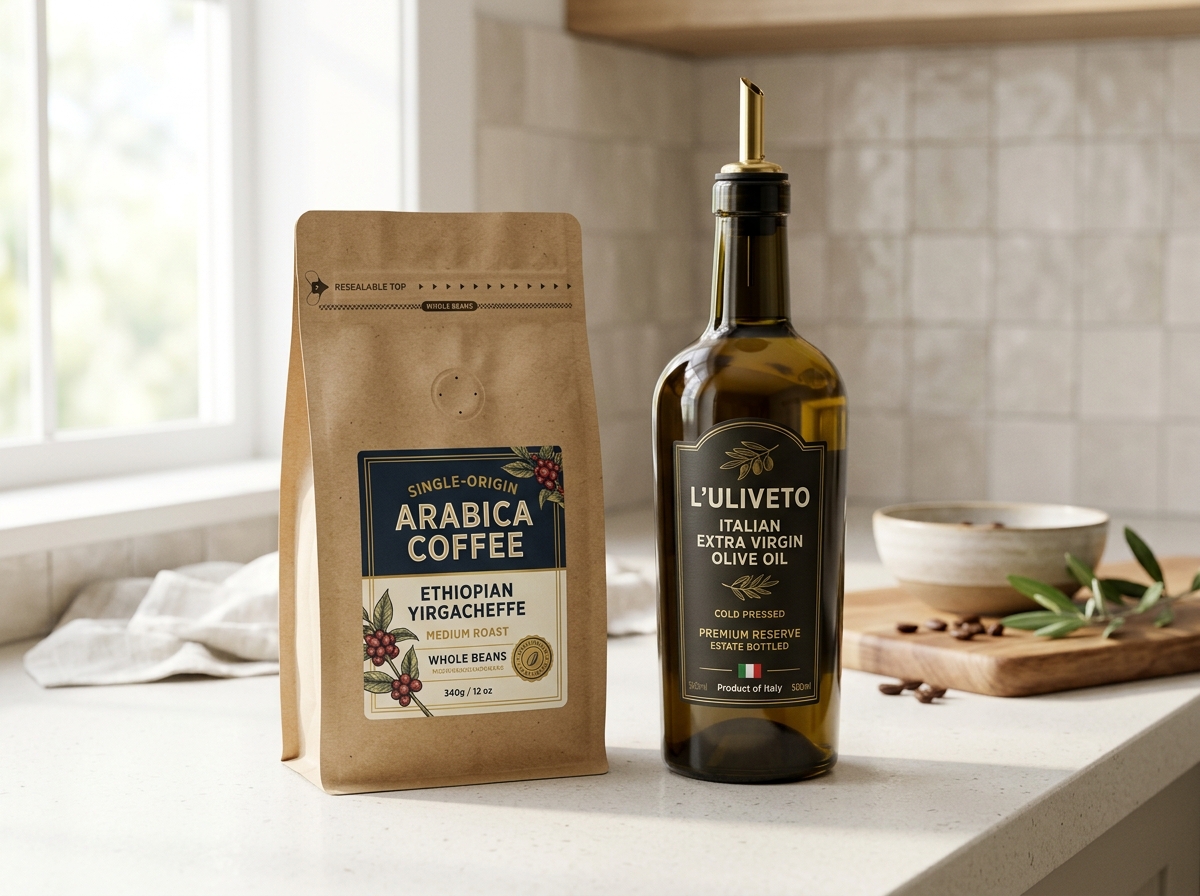 RESEALABLE TOP
WHOLE BEANS
SINGLE-ORIGIN
ARABICA
COFFEE
ETHIOPIAN
YIRGACHEFFE
MEDIUM ROAST
WHOLE BEANS
340g / 12 oz
L'ULIVETO
ITALIAN
EXTRA VIRGIN
OLIVE OIL
COLD PRESSED
PREMIUM RESERVE
ESTATE BOTTLED
Product of Italy 500ml